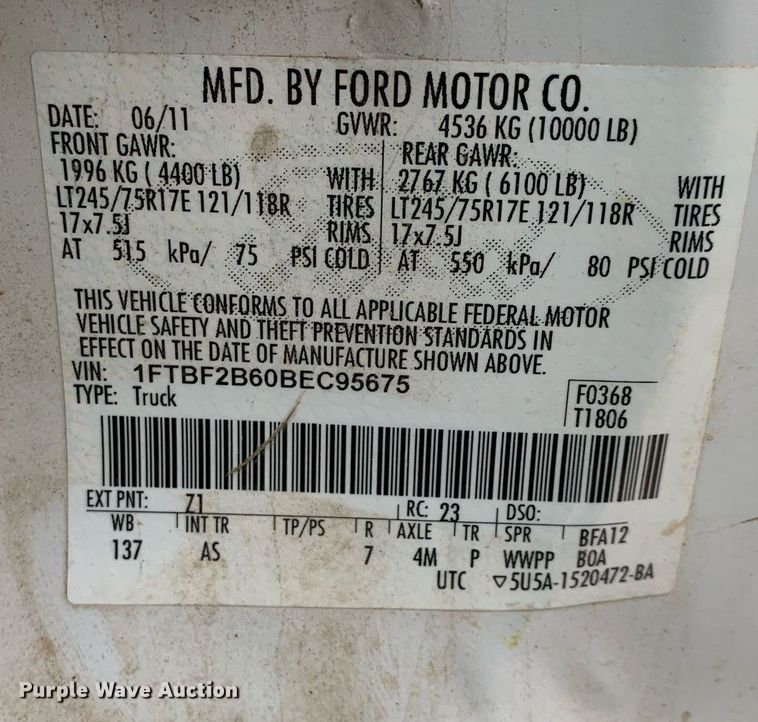 MFD. BY FORD MOTOR CO.
DATE: 06/11 GVWR: 4536 KG (10000 LB)
FRONT GAWR: REAR GAWR:
1996 KG ( 4400 LB) WITH 2767 KG ( 6100 LB) WITH
LT245/75R17E 121/118R TIRES LT245/75R17E 121/118R TIRES
17x7.5J RIMS 17x7.5J RIMS
AT 515 kPa/ 75 PSI COLD AT 550 kPa/ 80 PSI COLD
THIS VEHICLE CONFORMS TO ALL APPLICABLE FEDERAL MOTOR
VEHICLE SAFETY AND THEFT PREVENTION STANDARDS IN
EFFECT ON THE DATE OF MANUFACTURE SHOWN ABOVE.
VIN: 1FTBF2B60BEC95675
TYPE: Truck
F0368
T1806
EXT PNT: Z1 RC: 23 DSO:
WB INT TR TP/PS R AXLE TR SPR BFA12
137 AS 7 4M P WWPP BOA
UTC ▽5U5A-1520472-BA
Purple Wave Auction